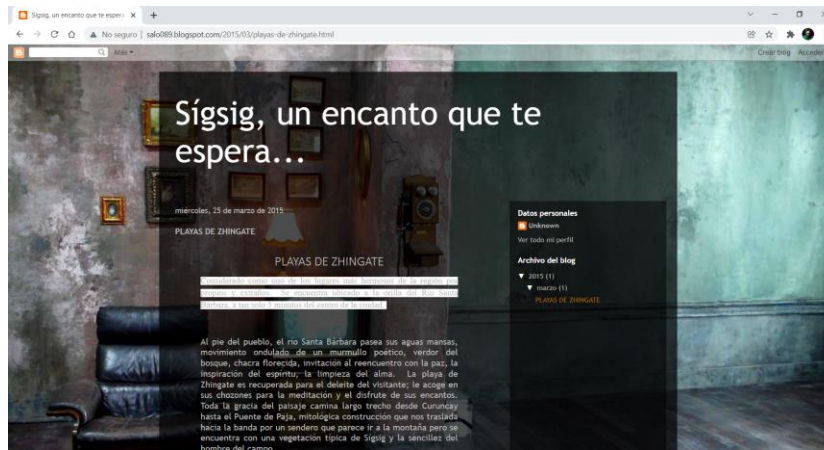 Sigsig, un encanto que te espera
No seguro
salo089.blogspot.com/2015/03/playas-de-zhingate.html
Más
Crear blog
Acceder
Sígsig, un encanto que te
espera...
miércoles, 25 de marzo de 2015
PLAYAS DE ZHINGATE
PLAYAS DE ZHINGATE
Considerado como uno de los lugares más hermosos de la región por
propios y extraños. Se encuentra ubicado a la orilla del Río Santa
Bárbara, a tan solo 5 minutos del centro de la ciudad.
Al pie del pueblo, el río Santa Bárbara pasea sus aguas mansas,
movimiento ondulado de un murmullo poético, verdor del
bosque, chacra florecida, invitación al reencuentro con la paz, la
inspiración del espíritu, la limpieza del alma. La playa de
Zhingate es recuperada para el deleite del visitante; le acoge en
sus chozones para la meditación y el disfrute de sus encantos.
Toda la gracia del paisaje camina largo trecho desde Curuncay
hasta el Puente de Paja, mitológica construcción que nos traslada
hacia la banda por un sendero que parece ir a la montaña pero se
encuentra con una vegetación típica de Sígsig y la sencillez del
hombre del campo.
Datos personales
Unknown
Ver todo mi perfil
Archivo del blog
▼ 2015 (1)
▼ marzo (1)
PLAYAS DE ZHINGATE